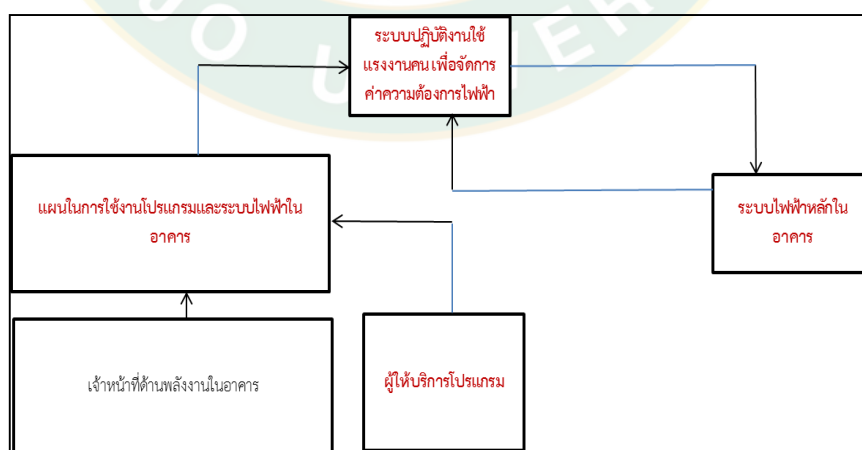 ระบบปฏิบัติงานใช้
แรงงานคน เพื่อจัดการ
ค่าความต้องการไฟฟ้า
แผนในการใช้งานโปรแกรมและระบบไฟฟ้าใน
อาคาร
ระบบไฟฟ้าหลักใน
อาคาร
เจ้าหน้าที่ด้านพลังงานในอาคาร
ผู้ให้บริการโปรแกรม